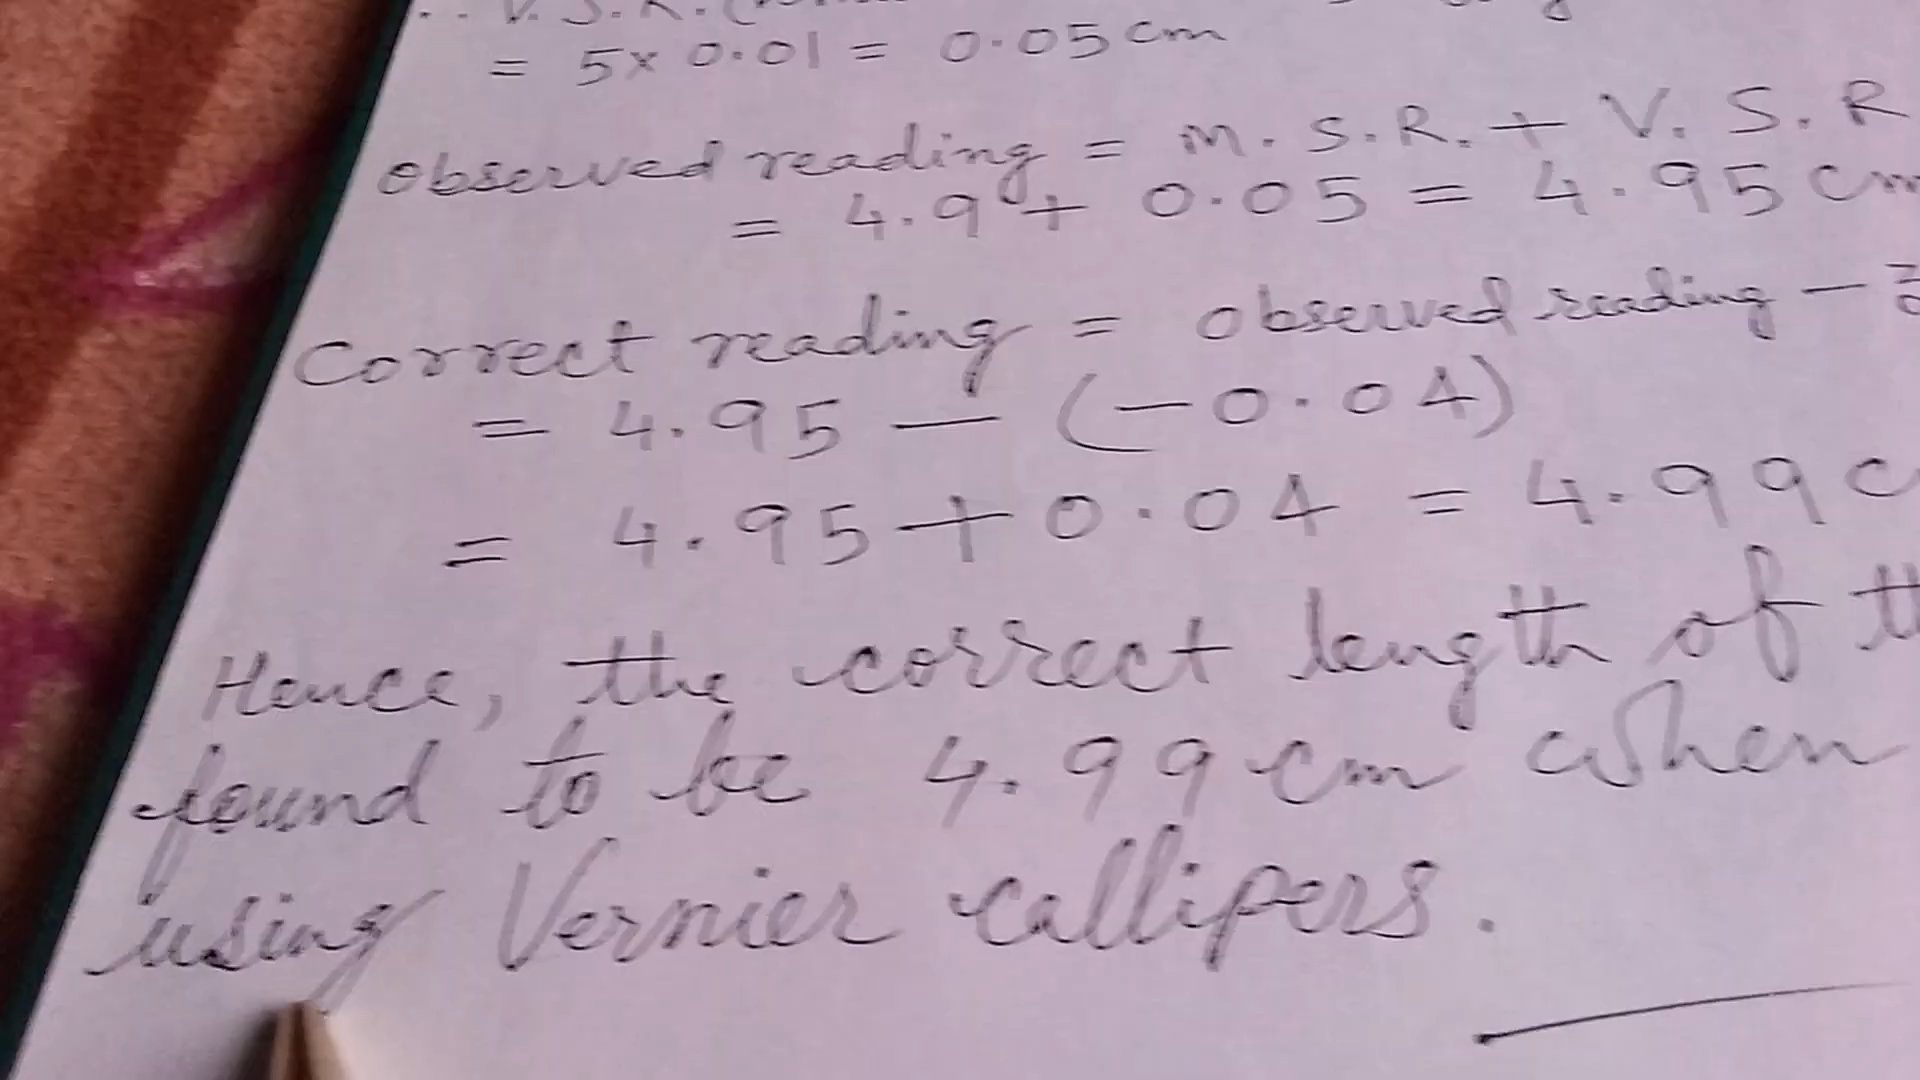 ∴ V.S.R.
= 5 × 0.01 = 0.05 cm
Observed reading = M.S.R. + V.S.R
= 4.9 + 0.05 = 4.95 cm
Correct reading = observed reading –
= 4.95 – (–0.04)
= 4.95 + 0.04 = 4.99 c
Hence, the correct length of th
found to be 4.99 cm when
using Vernier callipers.